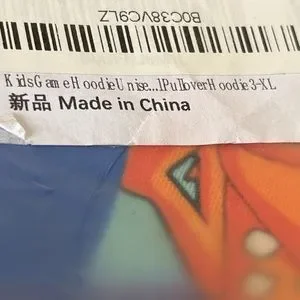 B0C38VC9LZ
KidsGameHoodieUnise...lPulloverHoodie3-XL
新品 Made in China